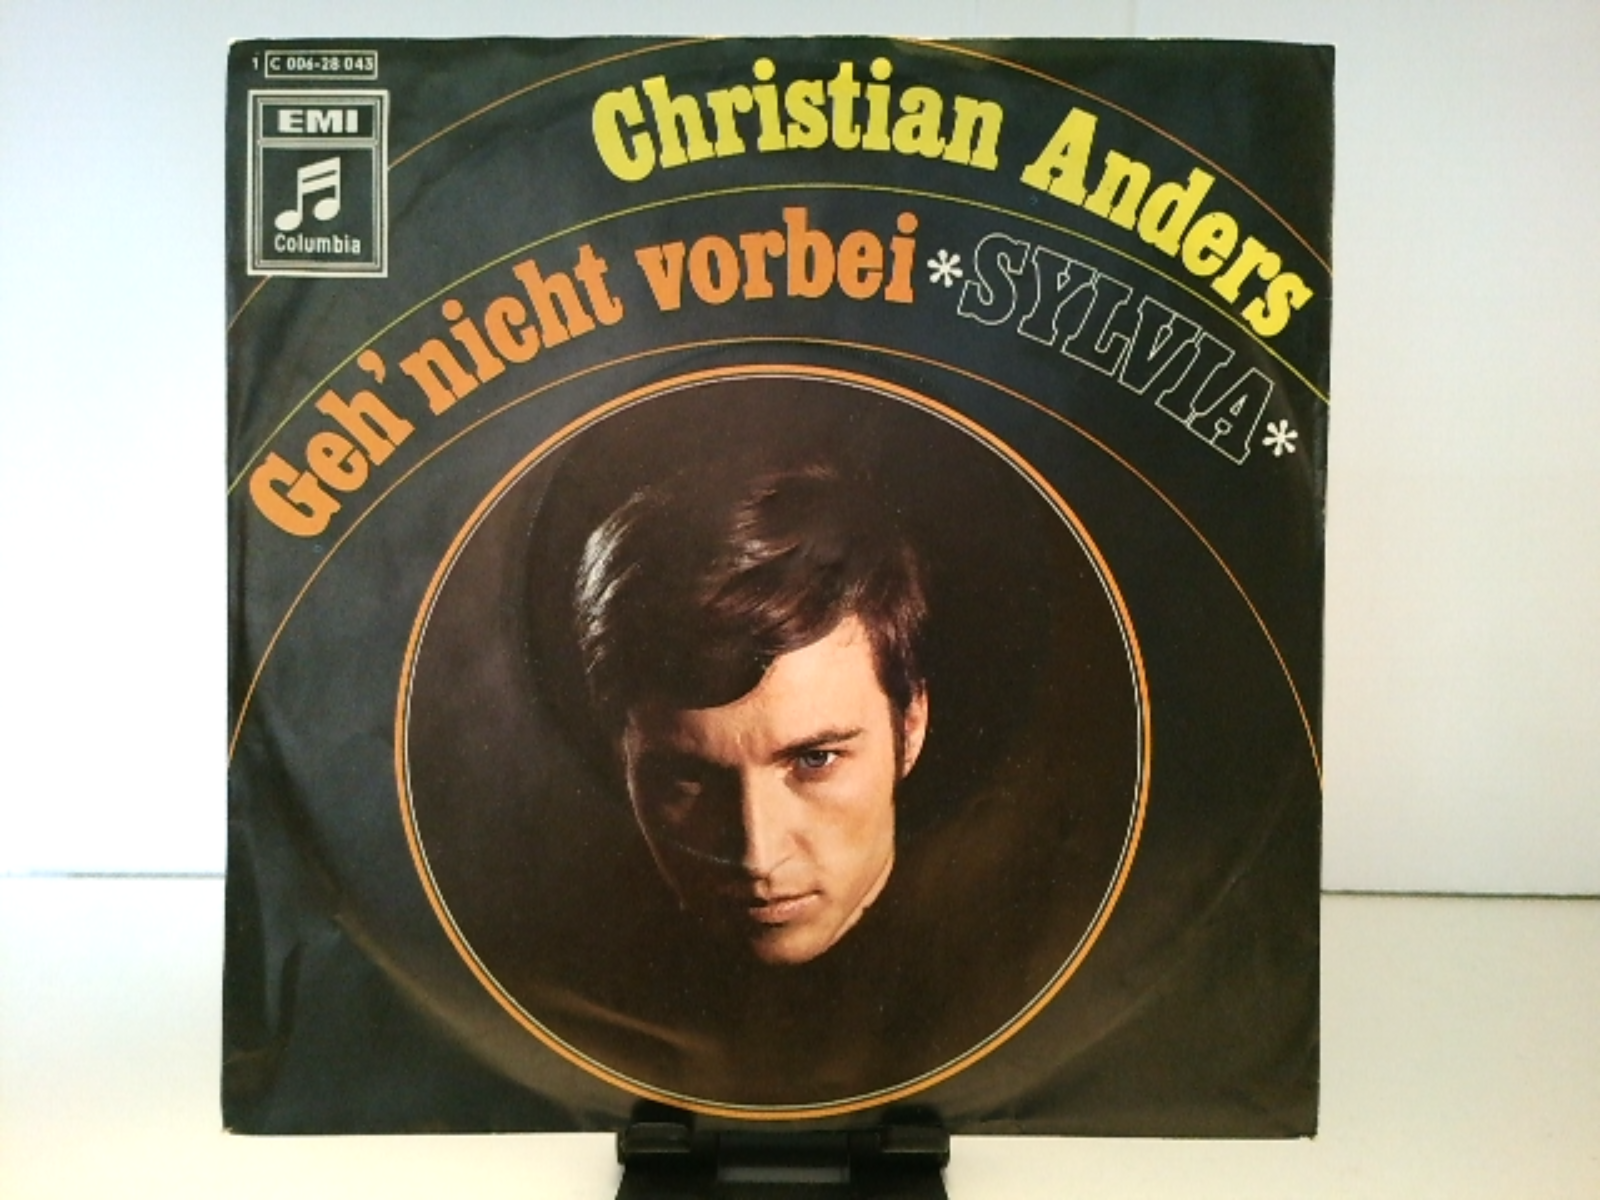 1 C 006-28 043
EMI
Columbia
Christian Anders
Geh' nicht vorbei *SYLVIA*